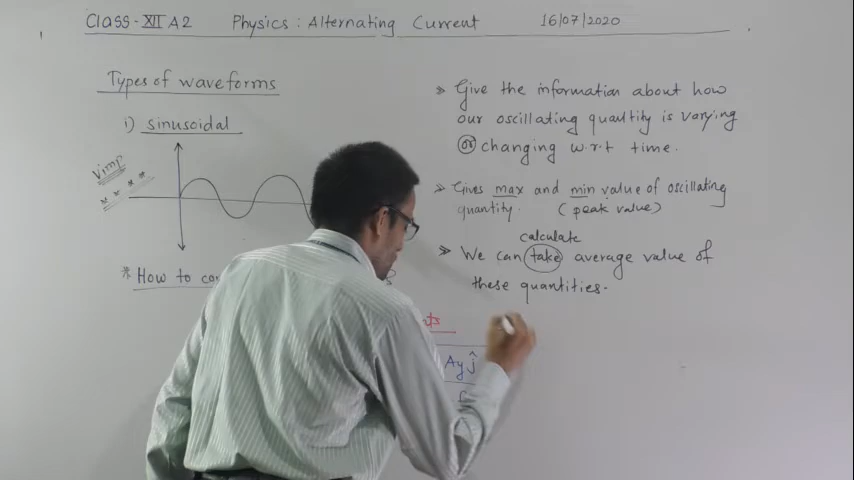 CLASS-XII A2 Physics : Alternating Current 16/07/2020
Types of waveforms
i) sinusoidal
Vimp
* How to
» Give the information about how
our oscillating quantity is varying
or changing w.r.t time.
» Gives max and min value of oscillating
quantity. (peak value)
calculate
» We can take average value of
these quantities.
Ay ĵ